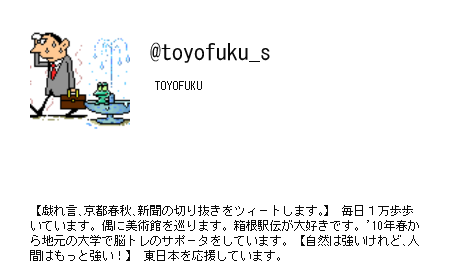 @toyofuku_s
TOYOFUKU
【戯れ言､京都春秋､新聞の切り抜きをツィートします｡】 毎日１万歩歩
いています。偶に美術館を巡ります。箱根駅伝が大好きです。'10年春か
ら地元の大学で脳トレのサポータをしています。【自然は強いけれど､人
間はもっと強い！】 東日本を応援しています。